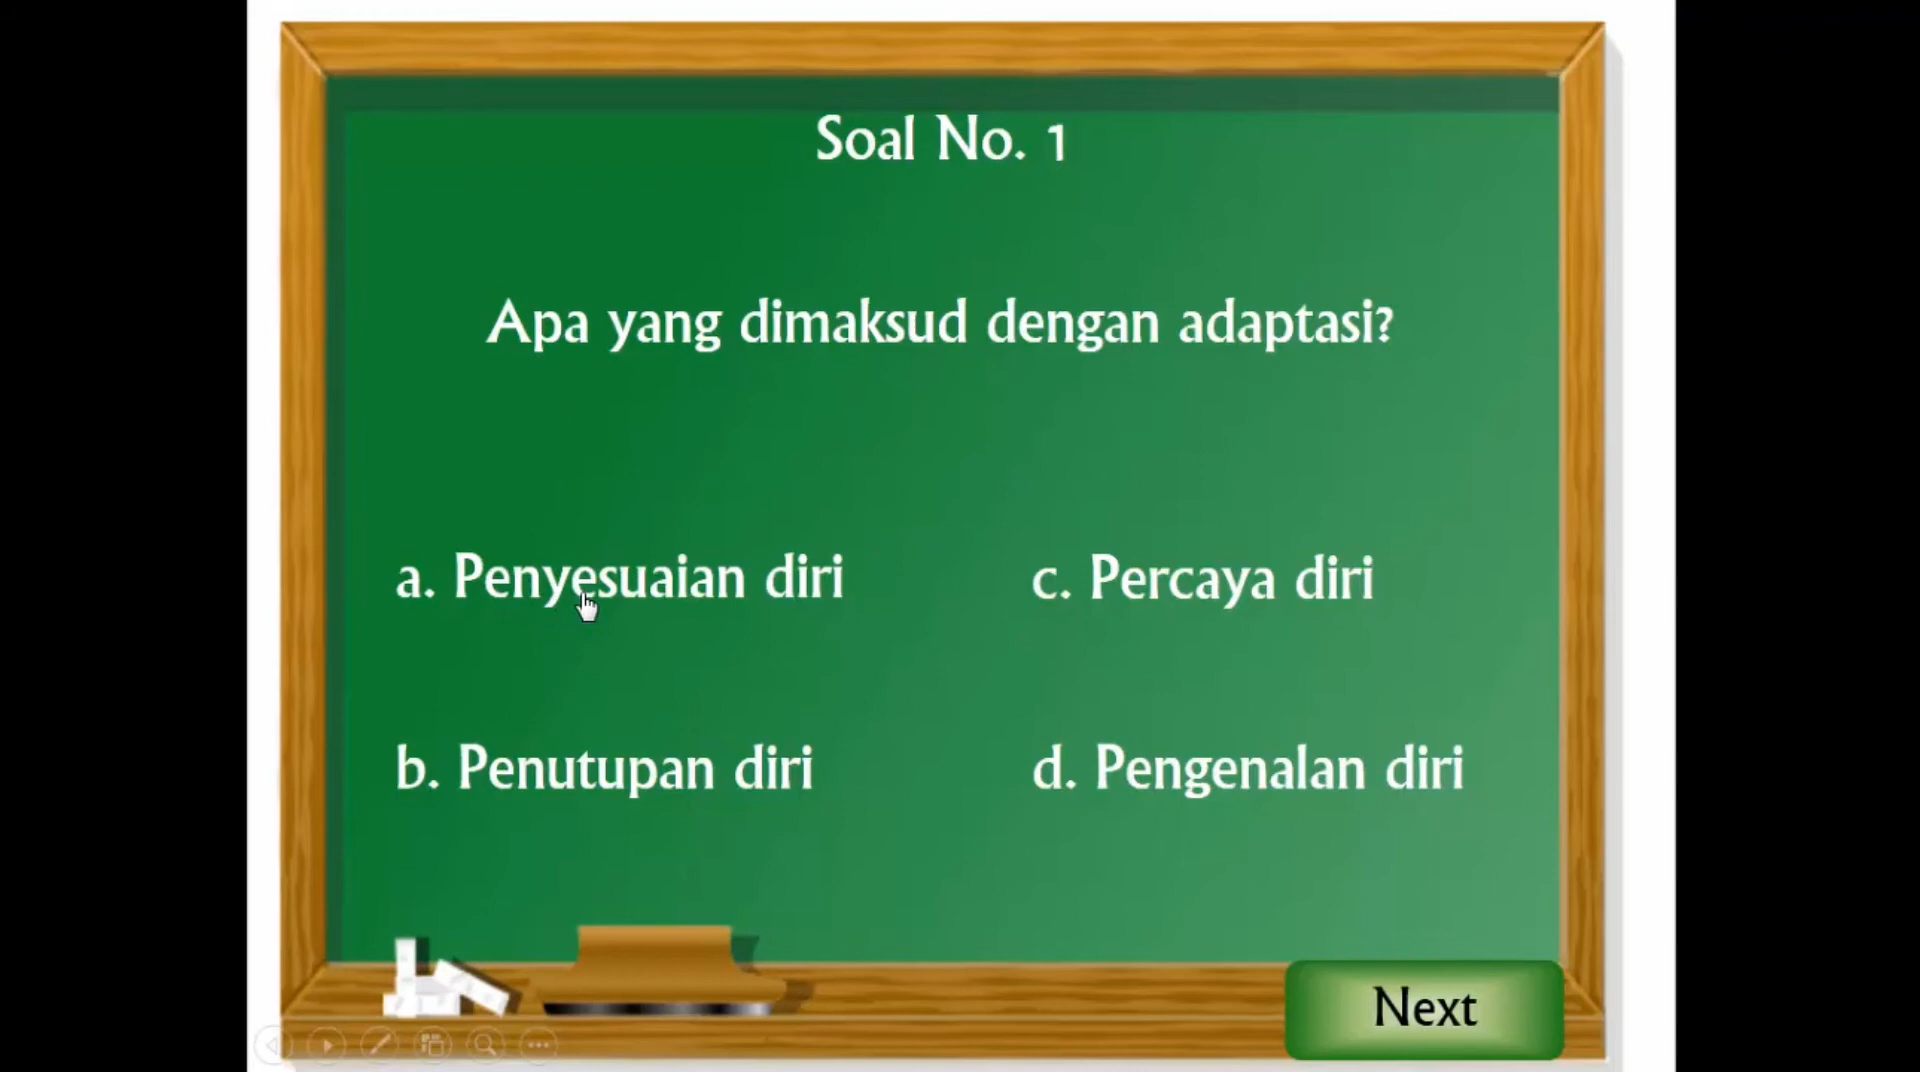 Soal No. 1
Apa yang dimaksud dengan adaptasi?
a. Penyesuaian diri
b. Penutupan diri
c. Percaya diri
d. Pengenalan diri
Next